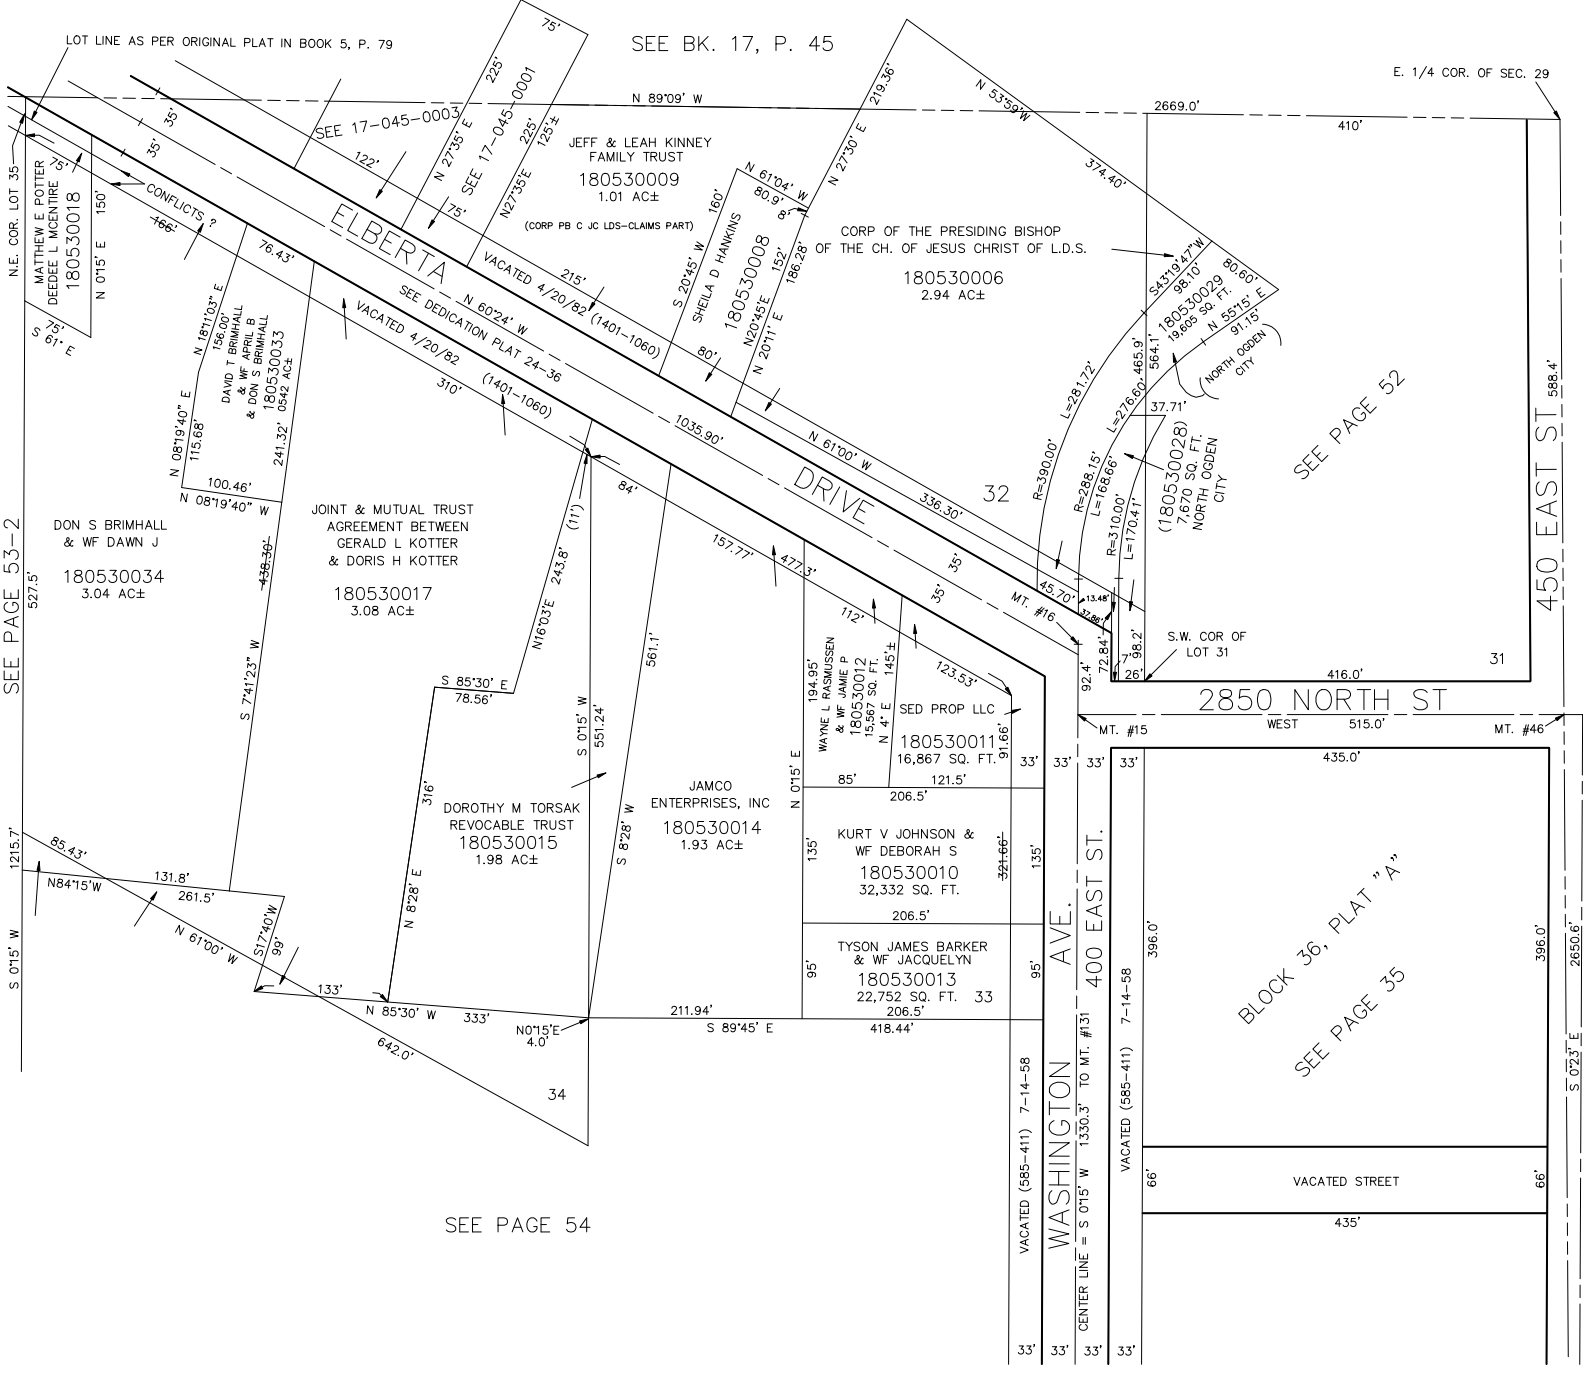 LOT LINE AS PER ORIGINAL PLAT IN BOOK 5, P. 79
SEE BK. 17, P. 45
E. 1/4 COR. OF SEC. 29
75'
225'
N 27°35' E
SEE 17-045-0001
225'
125'±
N27°35'E
SEE 17-045-0003
122'
75'
35'
35'
N 89°09' W
2669.0'
410'
219.36'
N 53°59'W
374.40'
N 27°30' E
N.E. COR. LOT 35
75'
MATTHEW E POTTER
DEEDEE L MCENTIRE
180530018
150'
N 0°15' E
75'
S 61° E
CONFLICTS ?
166'
76.43'
JEFF & LEAH KINNEY
FAMILY TRUST
180530009
1.01 AC±
(CORP PB C JC LDS-CLAIMS PART)
N 61°04' W
80.9'
8'
160'
S 20°45' W
SHEILA D HANKINS
180530008
152'
N20°45'E
186.28'
N 20°11' E
CORP OF THE PRESIDING BISHOP
OF THE CH. OF JESUS CHRIST OF L.D.S.
180530006
2.94 AC±
S43°19'47"W
98.10'
80.60'
180530029
19,605 SQ. FT.
N 55°15' E
91.15'
(NORTH OGDEN
CITY)
465.9'
564.1'
L=281.72'
L=276.60'
37.71'
R=390.00'
R=288.15'
L=168.66'
R=310.00'
L=170.41'
(180530028)
7,670 SQ. FT.
NORTH OGDEN
CITY
SEE PAGE 52
588.4'
450 EAST ST
ELBERTA
DRIVE
VACATED 4/20/82 (1401-1060)
215'
80'
N 60°24' W
SEE DEDICATION PLAT 24-36
VACATED 4/20/82
(1401-1060)
310'
1035.90'
N 61°00' W
336.30'
32
35'
35'
45.70'
13.48'
37.86'
MT. #16
92.4'
72.84'
7'
98.2'
26'
S.W. COR OF
LOT 31
416.0'
31
2850 NORTH ST
WEST
515.0'
MT. #15
MT. #46
N 18°11'03" E
156.00'
DAVID T BRIMHALL
& WF APRIL B
& DON S BRIMHALL
180530033
0542 AC±
N 08°19'40" E
115.68'
241.32'
100.46'
N 08°19'40" W
SEE PAGE 53-2
527.5'
DON S BRIMHALL
& WF DAWN J
180530034
3.04 AC±
438.30'
S 7°41'23" W
JOINT & MUTUAL TRUST
AGREEMENT BETWEEN
GERALD L KOTTER
& DORIS H KOTTER
180530017
3.08 AC±
(11')
243.8'
N16°03'E
84'
157.77'
477.3'
112'
123.53'
S 85°30' E
78.56'
S 0°15' W
551.24'
561.1'
316'
N 8°28' E
DOROTHY M TORSAK
REVOCABLE TRUST
180530015
1.98 AC±
S 8°28' W
JAMCO
ENTERPRISES, INC
180530014
1.93 AC±
194.95'
N 0°15' E
WAYNE L RASMUSSEN
& WF JAMIE P
180530012
15,567 SQ. FT.
145'±
N 4° E
SED PROP LLC
180530011
16,867 SQ. FT.
91.66'
85'
121.5'
206.5'
KURT V JOHNSON &
WF DEBORAH S
180530010
32,332 SQ. FT.
135'
321.66'
135'
206.5'
TYSON JAMES BARKER
& WF JACQUELYN
180530013
22,752 SQ. FT.
33
95'
95'
206.5'
211.94'
S 89°45' E
418.44'
33'
33'
33'
33'
435.0'
1215.7'
85.43'
N84°15'W
131.8'
261.5'
N 61°00' W
S17°40'W
99'
133'
N 85°30' W
333'
N0°15'E
4.0'
642.0'
34
S 0°15' W
SEE PAGE 54
WASHINGTON
AVE.
400 EAST ST.
CENTER LINE = S 0°15' W 1330.3' TO MT. #131
VACATED (585-411) 7-14-58
VACATED (585-411) 7-14-58
396.0'
396.0'
BLOCK 36, PLAT "A"
SEE PAGE 35
2650.6'
S 0°23' E
66'
VACATED STREET
66'
435'
33'
33'
33'
33'